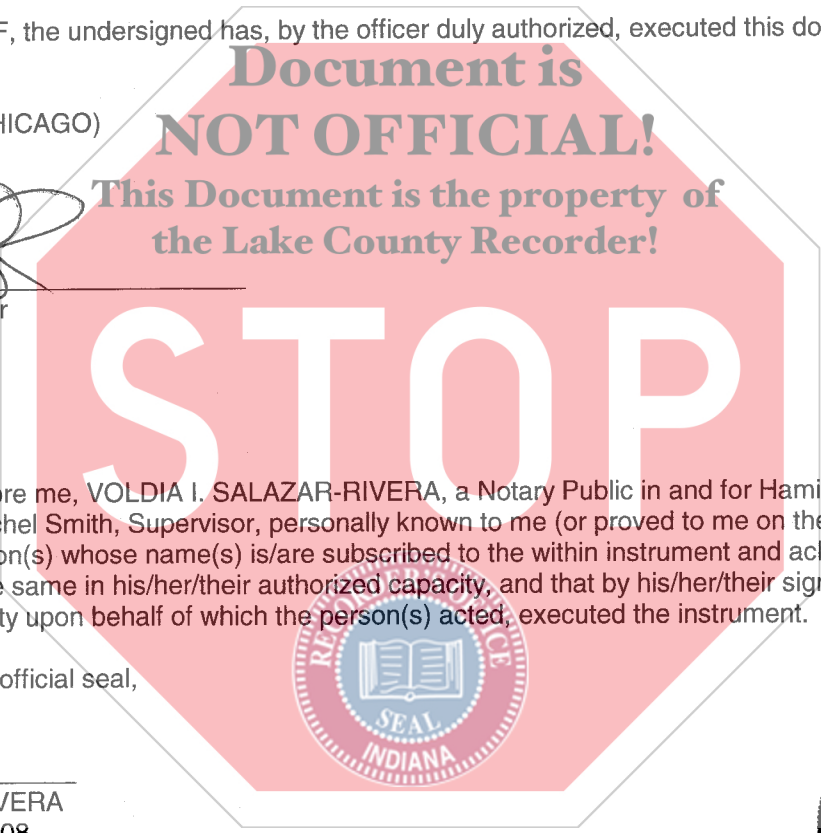 F, the undersigned has, by the officer duly authorized, executed this do
Document is
NOT OFFICIAL!
HICAGO)
This Document is the property of
the Lake County Recorder!
r
STOP
ore me, VOLDIA I. SALAZAR-RIVERA, a Notary Public in and for Hami
chel Smith, Supervisor, personally known to me (or proved to me on the
on(s) whose name(s) is/are subscribed to the within instrument and ack
e same in his/her/their authorized capacity, and that by his/her/their sign
ty upon behalf of which the person(s) acted, executed the instrument.
official seal,
RECORDER'S OFFICE
SEAL
INDIANA
VERA
08